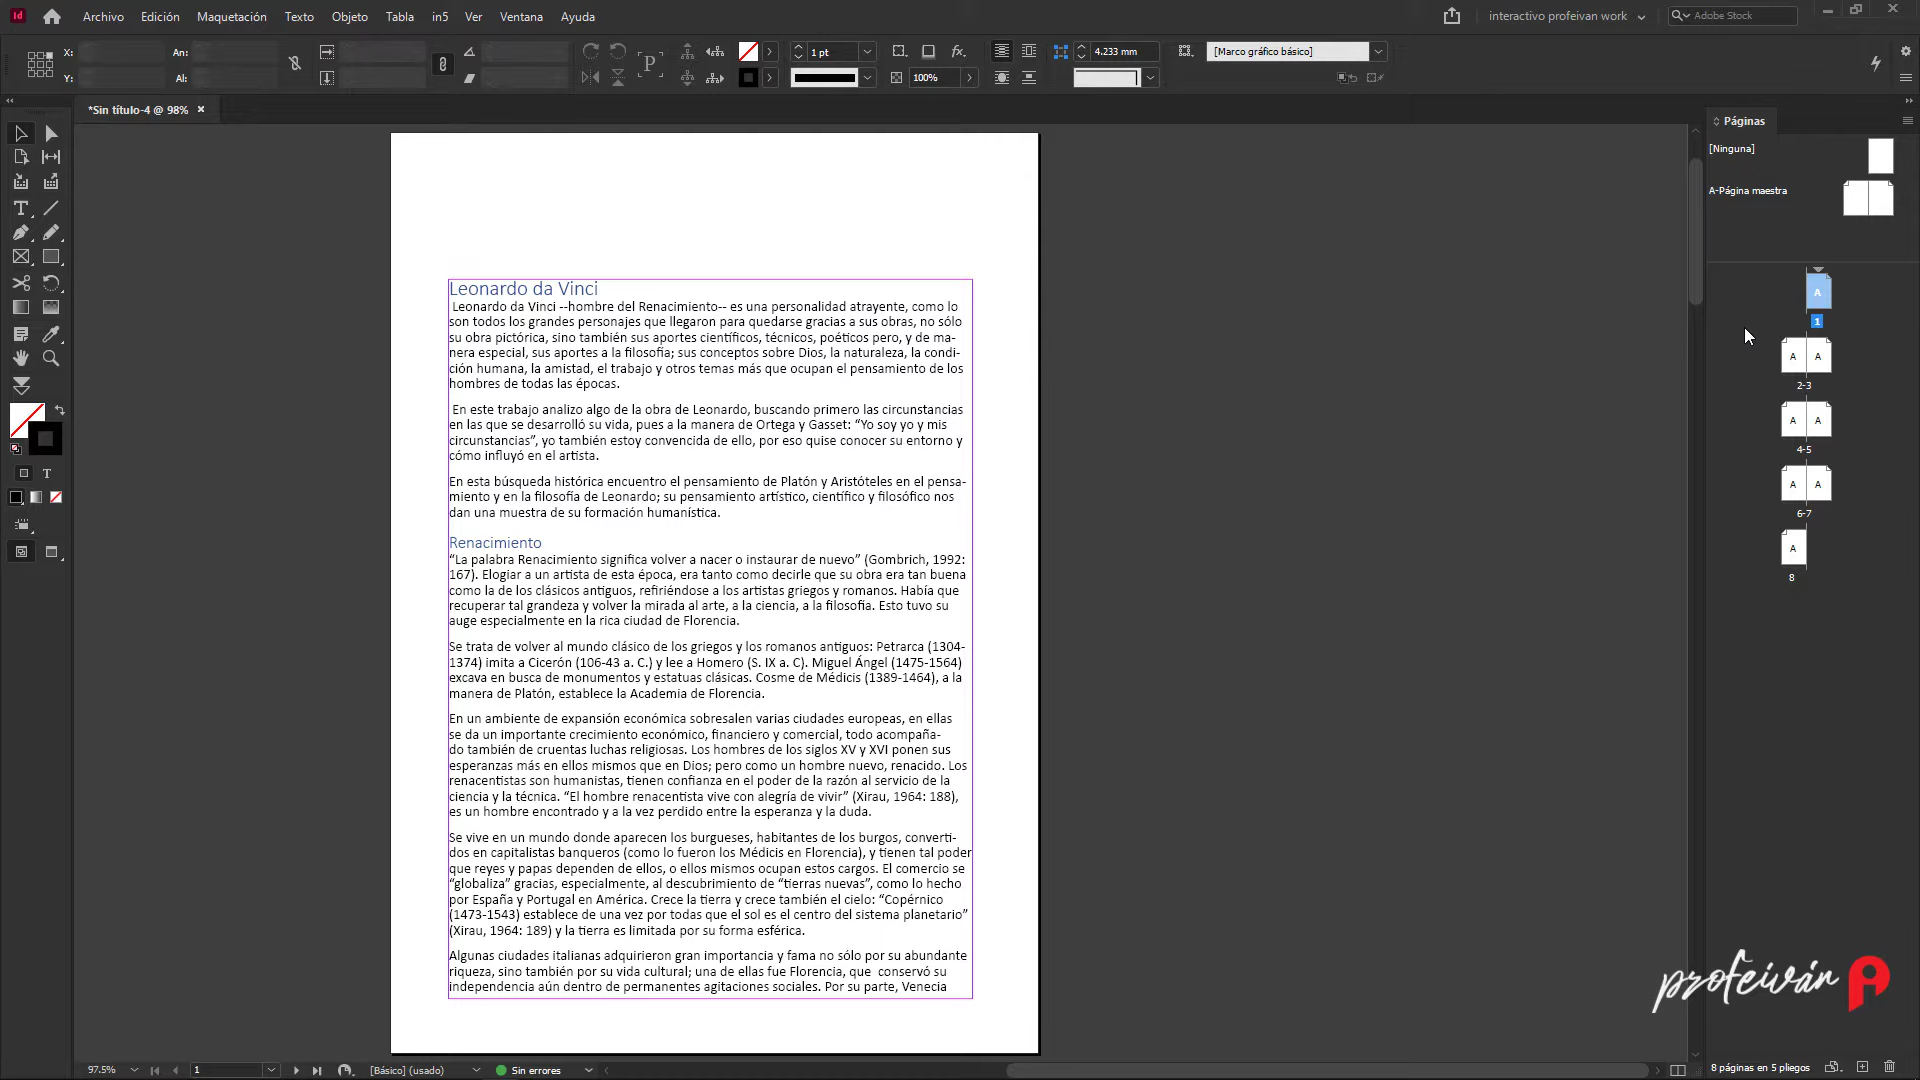 Id Archivo Edición Maquetación Texto Objeto Tabla in5 Ver Ventana Ayuda interactivo profeivan work Adobe Stock
X: An: 1 pt fx. 4.233 mm [Marco gráfico básico]
Y: Al: P 100%
*Sin título-4 @ 98%
Páginas
[Ninguna]
A-Página maestra
A
1
A A
2-3
A A
4-5
A A
6-7
A
8
Leonardo da Vinci
Leonardo da Vinci --hombre del Renacimiento-- es una personalidad atrayente, como lo
son todos los grandes personajes que llegaron para quedarse gracias a sus obras, no sólo
su obra pictórica, sino también sus aportes científicos, técnicos, poéticos pero, y de ma-
nera especial, sus aportes a la filosofía; sus conceptos sobre Dios, la naturaleza, la condi-
ción humana, la amistad, el trabajo y otros temas más que ocupan el pensamiento de los
hombres de todas las épocas.
En este trabajo analizo algo de la obra de Leonardo, buscando primero las circunstancias
en las que se desarrolló su vida, pues a la manera de Ortega y Gasset: “Yo soy yo y mis
circunstancias”, yo también estoy convencida de ello, por eso quise conocer su entorno y
cómo influyó en el artista.
En esta búsqueda histórica encuentro el pensamiento de Platón y Aristóteles en el pensa-
miento y en la filosofía de Leonardo; su pensamiento artístico, científico y filosófico nos
dan una muestra de su formación humanística.
Renacimiento
“La palabra Renacimiento significa volver a nacer o instaurar de nuevo” (Gombrich, 1992:
167). Elogiar a un artista de esta época, era tanto como decirle que su obra era tan buena
como la de los clásicos antiguos, refiriéndose a los artistas griegos y romanos. Había que
recuperar tal grandeza y volver la mirada al arte, a la ciencia, a la filosofía. Esto tuvo su
auge especialmente en la rica ciudad de Florencia.
Se trata de volver al mundo clásico de los griegos y los romanos antiguos: Petrarca (1304-
1374) imita a Cicerón (106-43 a. C.) y lee a Homero (S. IX a. C). Miguel Ángel (1475-1564)
excava en busca de monumentos y estatuas clásicas. Cosme de Médicis (1389-1464), a la
manera de Platón, establece la Academia de Florencia.
En un ambiente de expansión económica sobresalen varias ciudades europeas, en ellas
se da un importante crecimiento económico, financiero y comercial, todo acompaña-
do también de cruentas luchas religiosas. Los hombres de los siglos XV y XVI ponen sus
esperanzas más en ellos mismos que en Dios; pero como un hombre nuevo, renacido. Los
renacentistas son humanistas, tienen confianza en el poder de la razón al servicio de la
ciencia y la técnica. “El hombre renacentista vive con alegría de vivir” (Xirau, 1964: 188),
es un hombre encontrado y a la vez perdido entre la esperanza y la duda.
Se vive en un mundo donde aparecen los burgueses, habitantes de los burgos, converti-
dos en capitalistas banqueros (como lo fueron los Médicis en Florencia), y tienen tal poder
que reyes y papas dependen de ellos, o ellos mismos ocupan estos cargos. El comercio se
“globaliza” gracias, especialmente, al descubrimiento de “tierras nuevas”, como lo hecho
por España y Portugal en América. Crece la tierra y crece también el cielo: “Copérnico
(1473-1543) establece de una vez por todas que el sol es el centro del sistema planetario”
(Xirau, 1964: 189) y la tierra es limitada por su forma esférica.
Algunas ciudades italianas adquirieron gran importancia y fama no sólo por su abundante
riqueza, sino también por su vida cultural; una de ellas fue Florencia, que conservó su
independencia aún dentro de permanentes agitaciones sociales. Por su parte, Venecia
profeiván
97.5% 1 [Básico] (usado) Sin errores 8 páginas en 5 pliegos